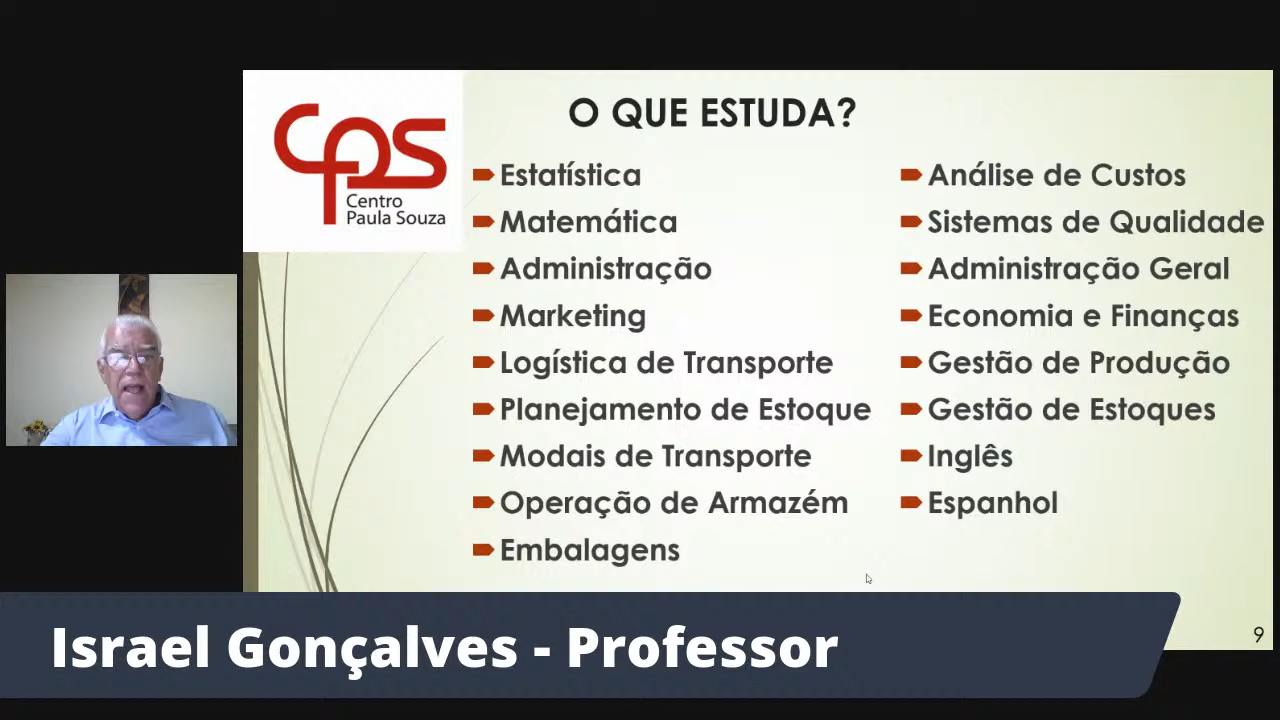 CPS
Centro
Paula Souza
O QUE ESTUDA?
Estatística
Matemática
Administração
Marketing
Logística de Transporte
Planejamento de Estoque
Modais de Transporte
Operação de Armazém
Embalagens
Análise de Custos
Sistemas de Qualidade
Administração Geral
Economia e Finanças
Gestão de Produção
Gestão de Estoques
Inglês
Espanhol
9
Israel Gonçalves - Professor